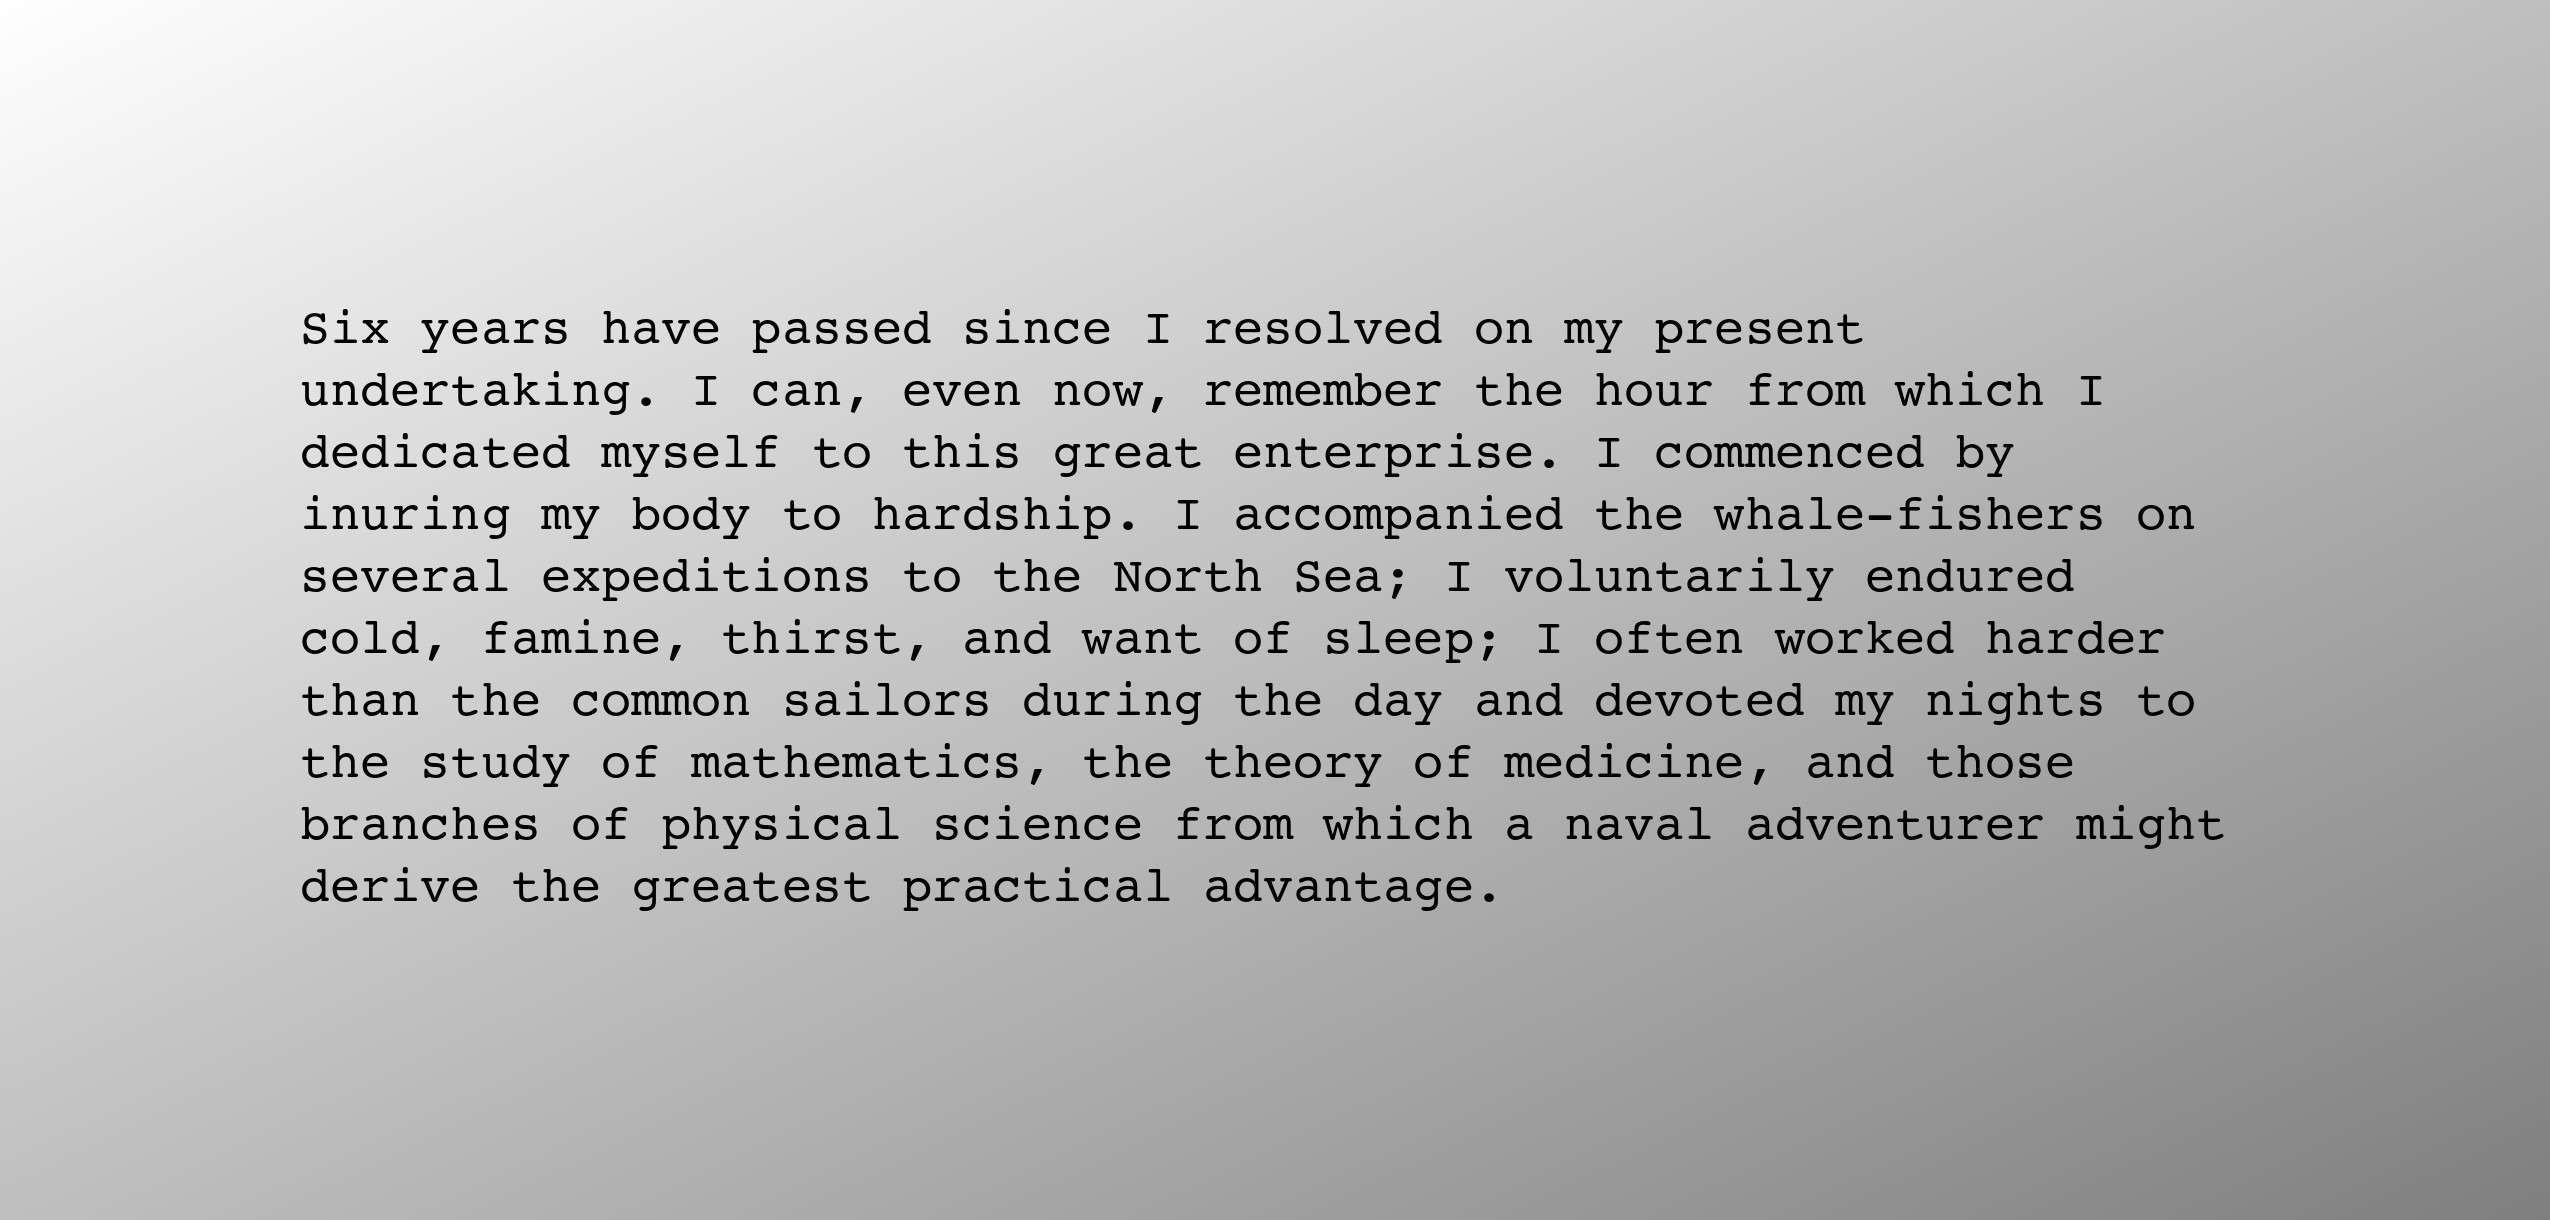 Six years have passed since I resolved on my present
undertaking. I can, even now, remember the hour from which I
dedicated myself to this great enterprise. I commenced by
inuring my body to hardship. I accompanied the whale-fishers on
several expeditions to the North Sea; I voluntarily endured
cold, famine, thirst, and want of sleep; I often worked harder
than the common sailors during the day and devoted my nights to
the study of mathematics, the theory of medicine, and those
branches of physical science from which a naval adventurer might
derive the greatest practical advantage.